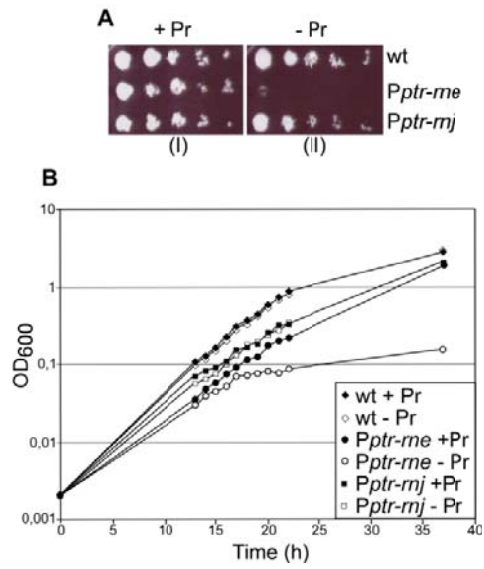 A
+ Pr - Pr
wt
Pptr-rne
Pptr-rnj
(I) (II)
B
10
1
0,1
0,01
0,001
OD600
0 5 10 15 20 25 30 35 40
Time (h)
wt + Pr
wt - Pr
Pptr-rne +Pr
Pptr-rne - Pr
Pptr-rnj +Pr
Pptr-rnj - Pr